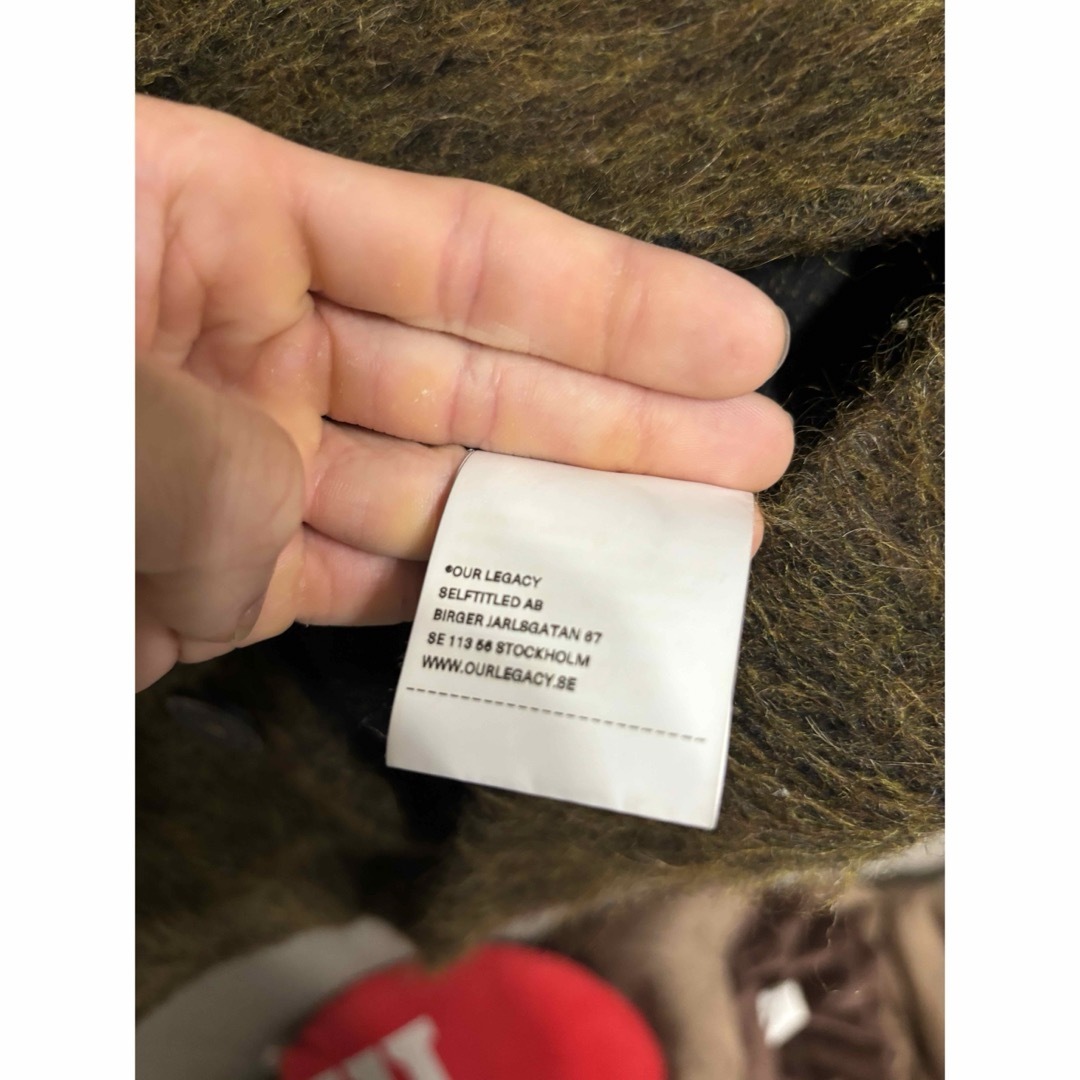 ®OUR LEGACY
SELFTITLED AB
BIRGER JARLSGATAN 67
SE 113 56 STOCKHOLM
WWW.OURLEGACY.SE